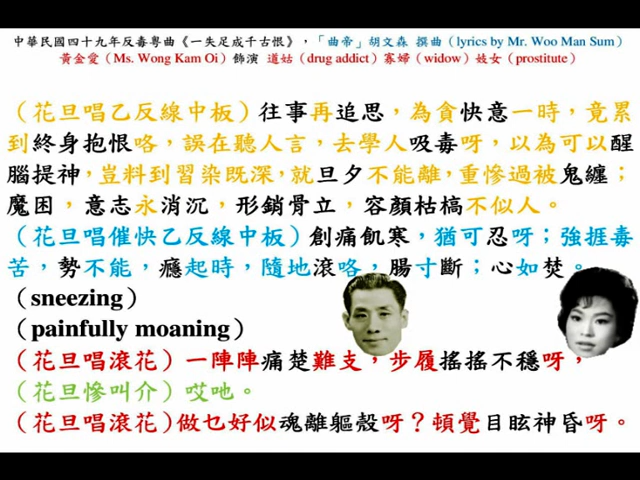 中華民國四十九年反毒粵曲《一失足成千古恨》,「曲帝」胡文森 撰曲(lyrics by Mr. Woo Man Sum)
黃金愛(Ms. Wong Kam Oi)飾演 道姑(drug addict)寡婦(widow)妓女(prostitute)
(花旦唱乙反線中板)往事再追思,為貪快意一時,竟累
到終身抱恨咯,誤在聽人言,去學人吸毒呀,以為可以醒
腦提神,豈料到習染既深,就旦夕不能離,重慘過被鬼纏;
魔困,意志永消沉,形銷骨立,容顏枯槁不似人。
(花旦唱催快乙反線中板)創痛飢寒,猶可忍呀;強捱毒
苦,勢不能,癮起時,隨地滾咯,腸寸斷;心如焚。
(sneezing)
(painfully moaning)
(花旦唱滾花)一陣陣痛楚難支,步履搖搖不穩呀,
(花旦慘叫介)哎吔。
(花旦唱滾花)做乜好似魂離軀殼呀?頓覺目眩神昏呀。